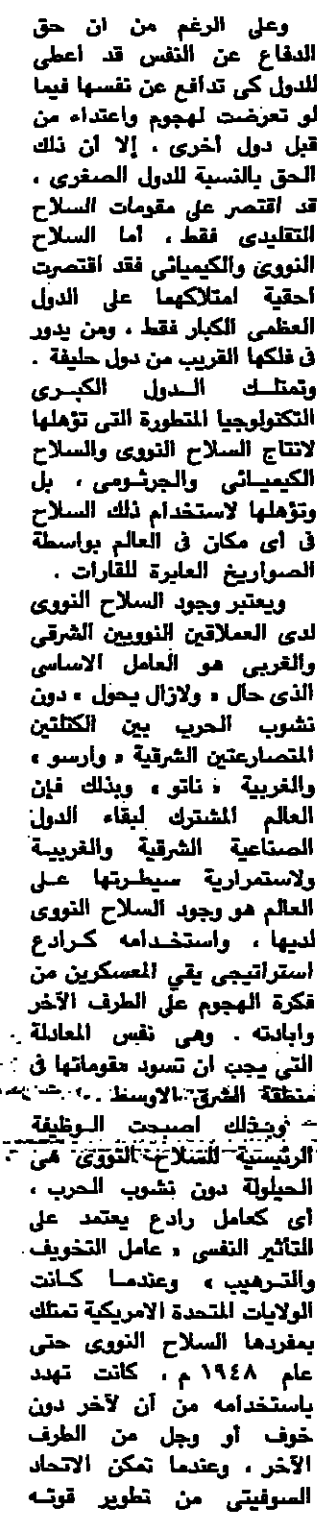 وعلى الرغم من ان حق
الدفاع عن النفس قد أعطى
للدول كى تدافع عن نفسها فيما
لو تعرضت لهجوم واعتداء من
قبل دول أخرى . إلا أن ذلك
الحق بالنسبة للدول الصغرى ،
قد اقتصر على مقومات السلاح
التقليدى فقط ، أما السلاح
النووى والكيميائى فقد اقتصرت
أحقية امتلاكهما على الدول
العظمى الكبار فقط ، ومن يدور
فى فلكها القريب من دول حليفة .
وتمتلك الدول الكبرى
التكنولوجيا المتطورة التى تؤهلها
لانتاج السلاح النووى والسلاح
الكيميائى والجرثومى ، بل
وتؤهلها لاستخدام ذلك السلاح
فى أى مكان فى العالم بواسطة
الصواريخ العابرة للقارات .
ويعتبر وجود السلاح النووى
لدى العملاقين النوويين الشرقى
والغربى هو العامل الاساسى
الذى حال « ولازال يحول » دون
نشوب الحرب بين الكتلتين
المتصارعتين الشرقية « وارسو »
والغربية « ناتو » وبذلك فإن
العالم المشترك لبقاء الدول
الصناعية الشرقية والغربية
ولاستمرارية سيطرتها على
العالم هو وجود السلاح النووى
لديها ، واستخدامه كرادع
استراتيجى يقي المعسكرين من
فكرة الهجوم على الطرف الآخر
وابادته . وهى نفس المعادلة
التي يجب ان تسود مقوماتها فى
منطقة الشرق الاوسط .
وبذلك اصبحت الوظيفة
الرئيسية للسلاح النووى هى
الحيلولة دون نشوب الحرب ،
أى كعامل رادع يعتمد على
التأثير النفسى « عامل التخويف
والترهيب » وعندما كانت
الولايات المتحدة الامريكية تمتلك
بمفردها السلاح النووى حتى
عام ١٩٤٨ م ، كانت تهدد
باستخدامه من آن لآخر دون
خوف أو وجل من الطرف
الآخر ، وعندما تمكن الاتحاد
السوفيتى من تطوير قوته